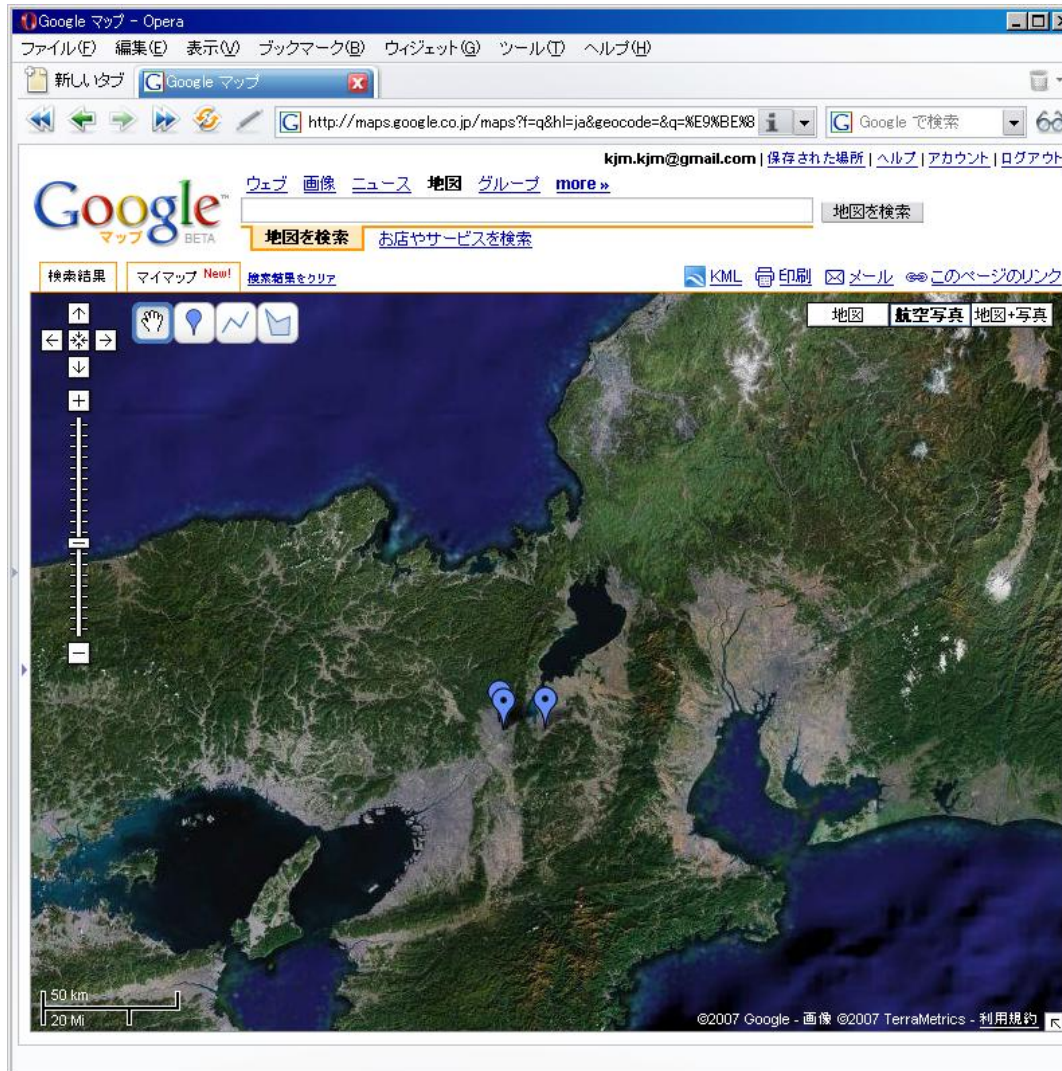 Google マップ - Opera
ファイル(F) 編集(E) 表示(V) ブックマーク(B) ウィジェット(G) ツール(T) ヘルプ(H)
新しいタブ Google マップ
http://maps.google.co.jp/maps?f=q&hl=ja&geocode=&q=%E9%BE%8 Google で検索
kjm.kjm@gmail.com | 保存された場所 | ヘルプ | アカウント | ログアウト
ウェブ 画像 ニュース 地図 グループ more »
Google™ マップ BETA
地図を検索
地図を検索 お店やサービスを検索
検索結果 マイマップ New! 検索結果をクリア KML 印刷 メール このページのリンク
地図 航空写真 地図+写真
50 km
20 Mi
©2007 Google - 画像 ©2007 TerraMetrics - 利用規約